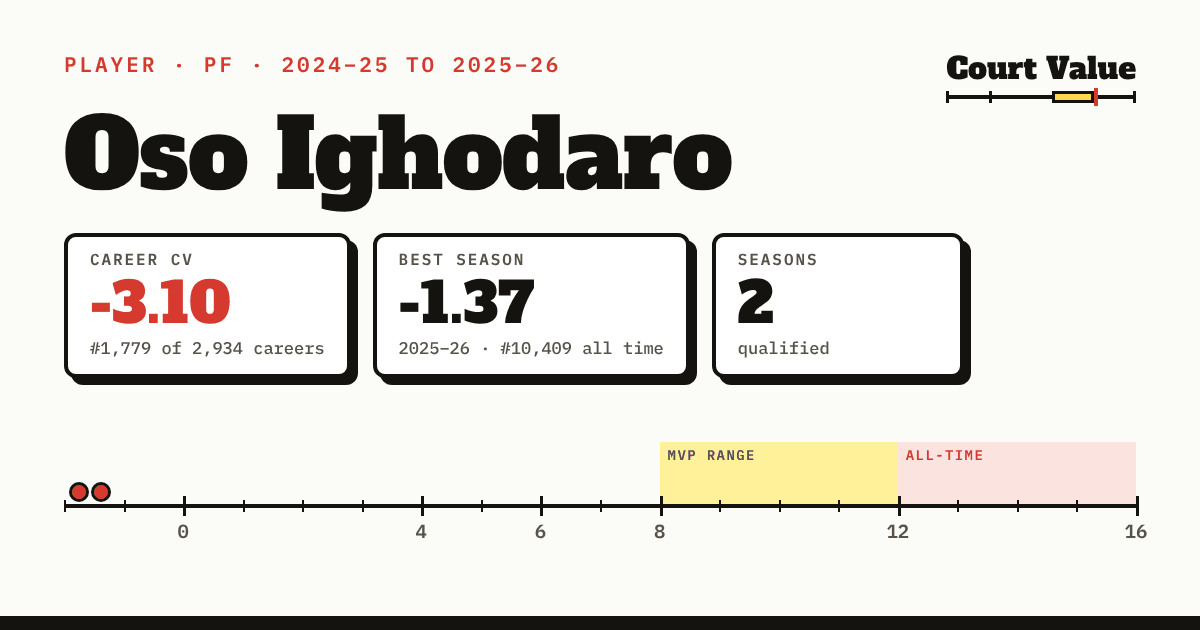 PLAYER · PF · 2024–25 TO 2025–26
Court Value
Oso Ighodaro
CAREER CV
-3.10
#1,779 of 2,934 careers
BEST SEASON
-1.37
2025–26 · #10,409 all time
SEASONS
2
qualified
MVP RANGE
ALL-TIME
0 4 6 8 12 16